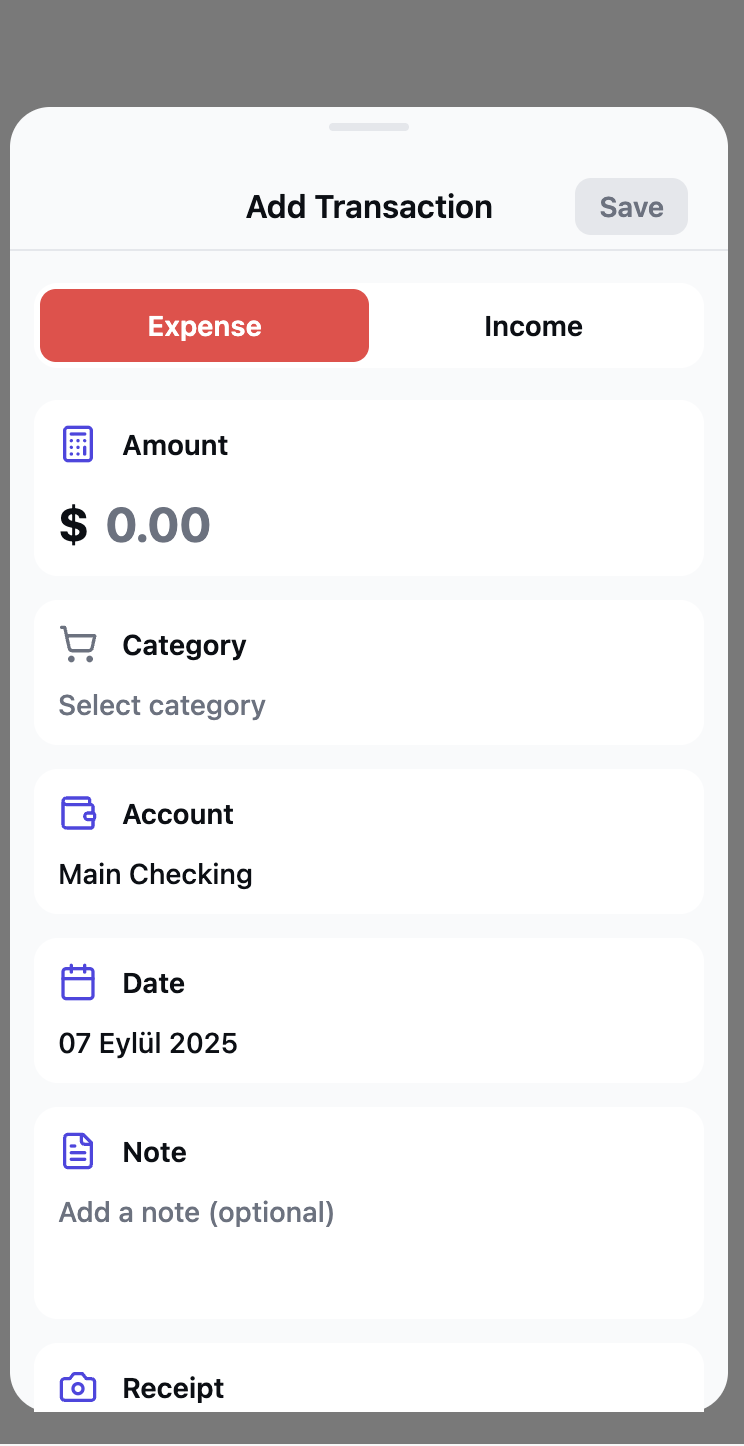 Add Transaction
Save
Expense
Income
Amount
$ 0.00
Category
Select category
Account
Main Checking
Date
07 Eylül 2025
Note
Add a note (optional)
Receipt